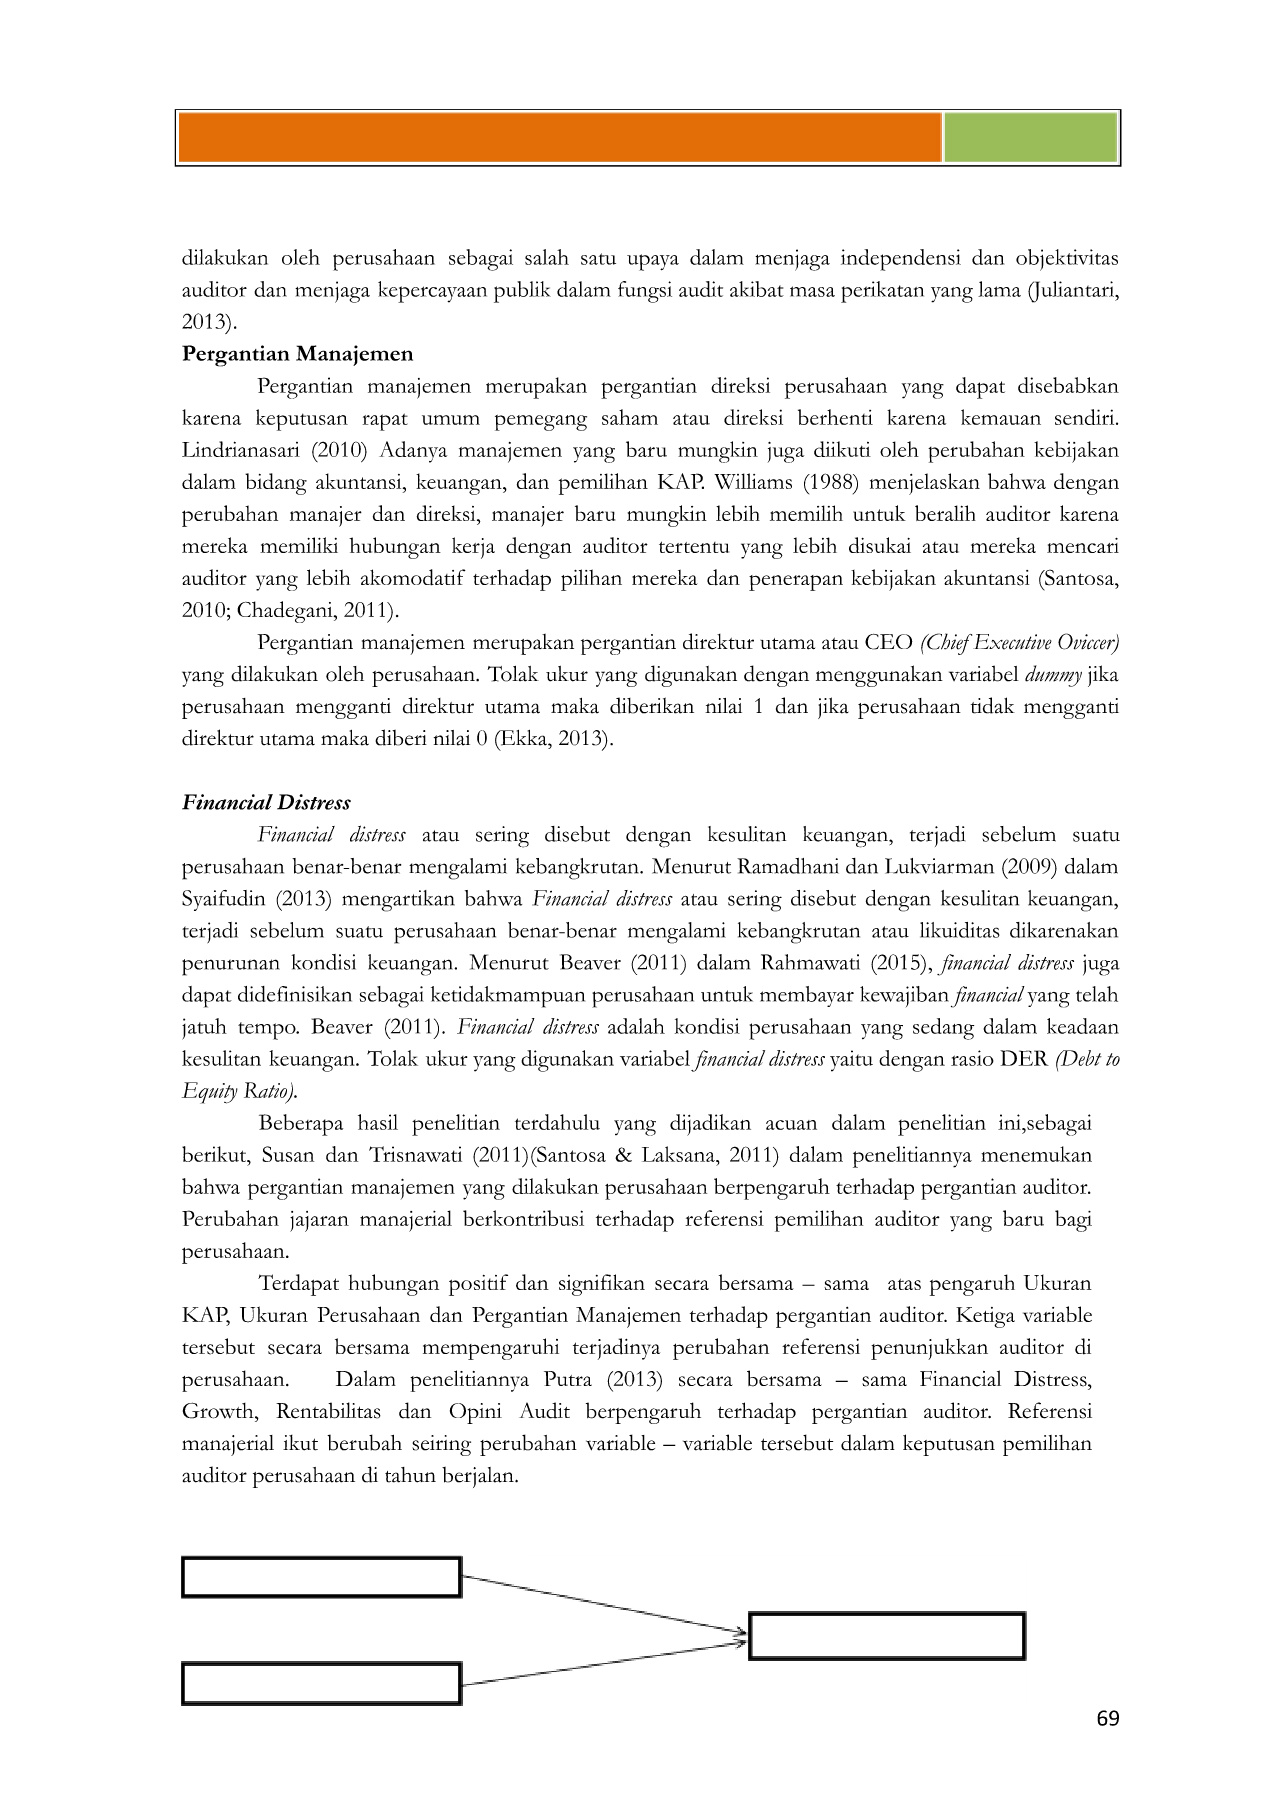 dilakukan oleh perusahaan sebagai salah satu upaya dalam menjaga independensi dan objektivitas
auditor dan menjaga kepercayaan publik dalam fungsi audit akibat masa perikatan yang lama (Juliantari,
2013).
Pergantian Manajemen
Pergantian manajemen merupakan pergantian direksi perusahaan yang dapat disebabkan
karena keputusan rapat umum pemegang saham atau direksi berhenti karena kemauan sendiri.
Lindrianasari (2010) Adanya manajemen yang baru mungkin juga diikuti oleh perubahan kebijakan
dalam bidang akuntansi, keuangan, dan pemilihan KAP. Williams (1988) menjelaskan bahwa dengan
perubahan manajer dan direksi, manajer baru mungkin lebih memilih untuk beralih auditor karena
mereka memiliki hubungan kerja dengan auditor tertentu yang lebih disukai atau mereka mencari
auditor yang lebih akomodatif terhadap pilihan mereka dan penerapan kebijakan akuntansi (Santosa,
2010; Chadegani, 2011).
Pergantian manajemen merupakan pergantian direktur utama atau CEO (Chief Executive Oviccer)
yang dilakukan oleh perusahaan. Tolak ukur yang digunakan dengan menggunakan variabel dummy jika
perusahaan mengganti direktur utama maka diberikan nilai 1 dan jika perusahaan tidak mengganti
direktur utama maka diberi nilai 0 (Ekka, 2013).
Financial Distress
Financial distress atau sering disebut dengan kesulitan keuangan, terjadi sebelum suatu
perusahaan benar-benar mengalami kebangkrutan. Menurut Ramadhani dan Lukviarman (2009) dalam
Syaifudin (2013) mengartikan bahwa Financial distress atau sering disebut dengan kesulitan keuangan,
terjadi sebelum suatu perusahaan benar-benar mengalami kebangkrutan atau likuiditas dikarenakan
penurunan kondisi keuangan. Menurut Beaver (2011) dalam Rahmawati (2015), financial distress juga
dapat didefinisikan sebagai ketidakmampuan perusahaan untuk membayar kewajiban financial yang telah
jatuh tempo. Beaver (2011). Financial distress adalah kondisi perusahaan yang sedang dalam keadaan
kesulitan keuangan. Tolak ukur yang digunakan variabel financial distress yaitu dengan rasio DER (Debt to
Equity Ratio).
Beberapa hasil penelitian terdahulu yang dijadikan acuan dalam penelitian ini,sebagai
berikut, Susan dan Trisnawati (2011)(Santosa & Laksana, 2011) dalam penelitiannya menemukan
bahwa pergantian manajemen yang dilakukan perusahaan berpengaruh terhadap pergantian auditor.
Perubahan jajaran manajerial berkontribusi terhadap referensi pemilihan auditor yang baru bagi
perusahaan.
Terdapat hubungan positif dan signifikan secara bersama – sama atas pengaruh Ukuran
KAP, Ukuran Perusahaan dan Pergantian Manajemen terhadap pergantian auditor. Ketiga variable
tersebut secara bersama mempengaruhi terjadinya perubahan referensi penunjukkan auditor di
perusahaan. Dalam penelitiannya Putra (2013) secara bersama – sama Financial Distress,
Growth, Rentabilitas dan Opini Audit berpengaruh terhadap pergantian auditor. Referensi
manajerial ikut berubah seiring perubahan variable – variable tersebut dalam keputusan pemilihan
auditor perusahaan di tahun berjalan.
69